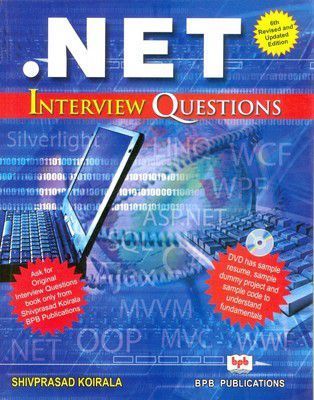 6th
Revised and
Updated
Edition
.NET
INTERVIEW QUESTIONS
Silverlight
LINQ
WCF
WPF
SQL
ASP.NET
Ask for
Original
Interview Questions
book only from
Shivprasad Koirala
BPB Publications
DVD has sample
resume, sample
dummy project and
sample code to
understand
fundamentals
.NET
OOP
MVC
WWF
bpb
SHIVPRASAD KOIRALA
BPB PUBLICATIONS